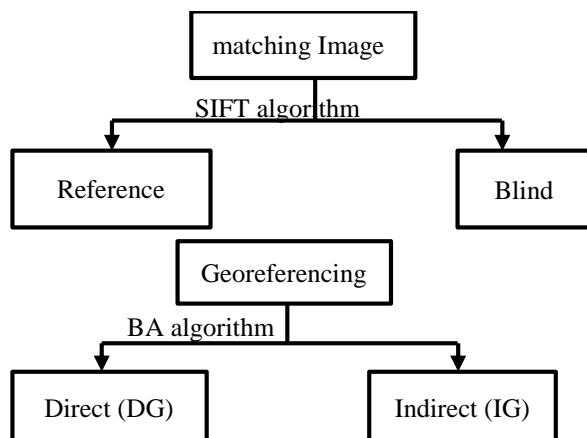 matching Image
SIFT algorithm
Reference
Blind
Georeferencing
BA algorithm
Direct (DG)
Indirect (IG)